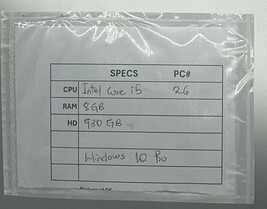 SPECS PC#
CPU Intel Core i5 26
RAM 8GB
HD 930 GB
Windows 10 Pro